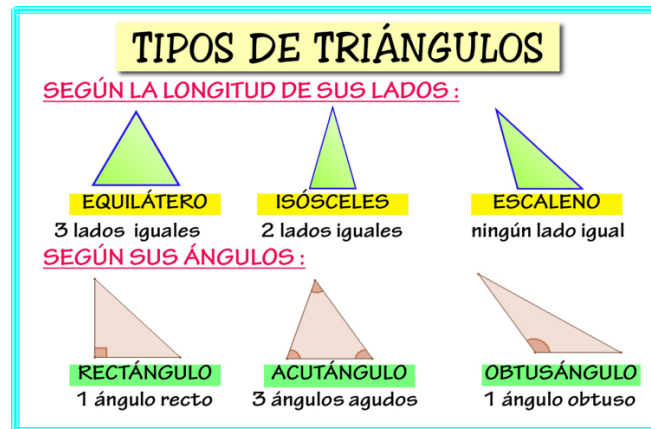 TIPOS DE TRIÁNGULOS
SEGÚN LA LONGITUD DE SUS LADOS :
EQUILÁTERO ISÓSCELES ESCALENO
3 lados iguales 2 lados iguales ningún lado igual
SEGÚN SUS ÁNGULOS :
RECTÁNGULO ACUTÁNGULO OBTUSÁNGULO
1 ángulo recto 3 ángulos agudos 1 ángulo obtuso